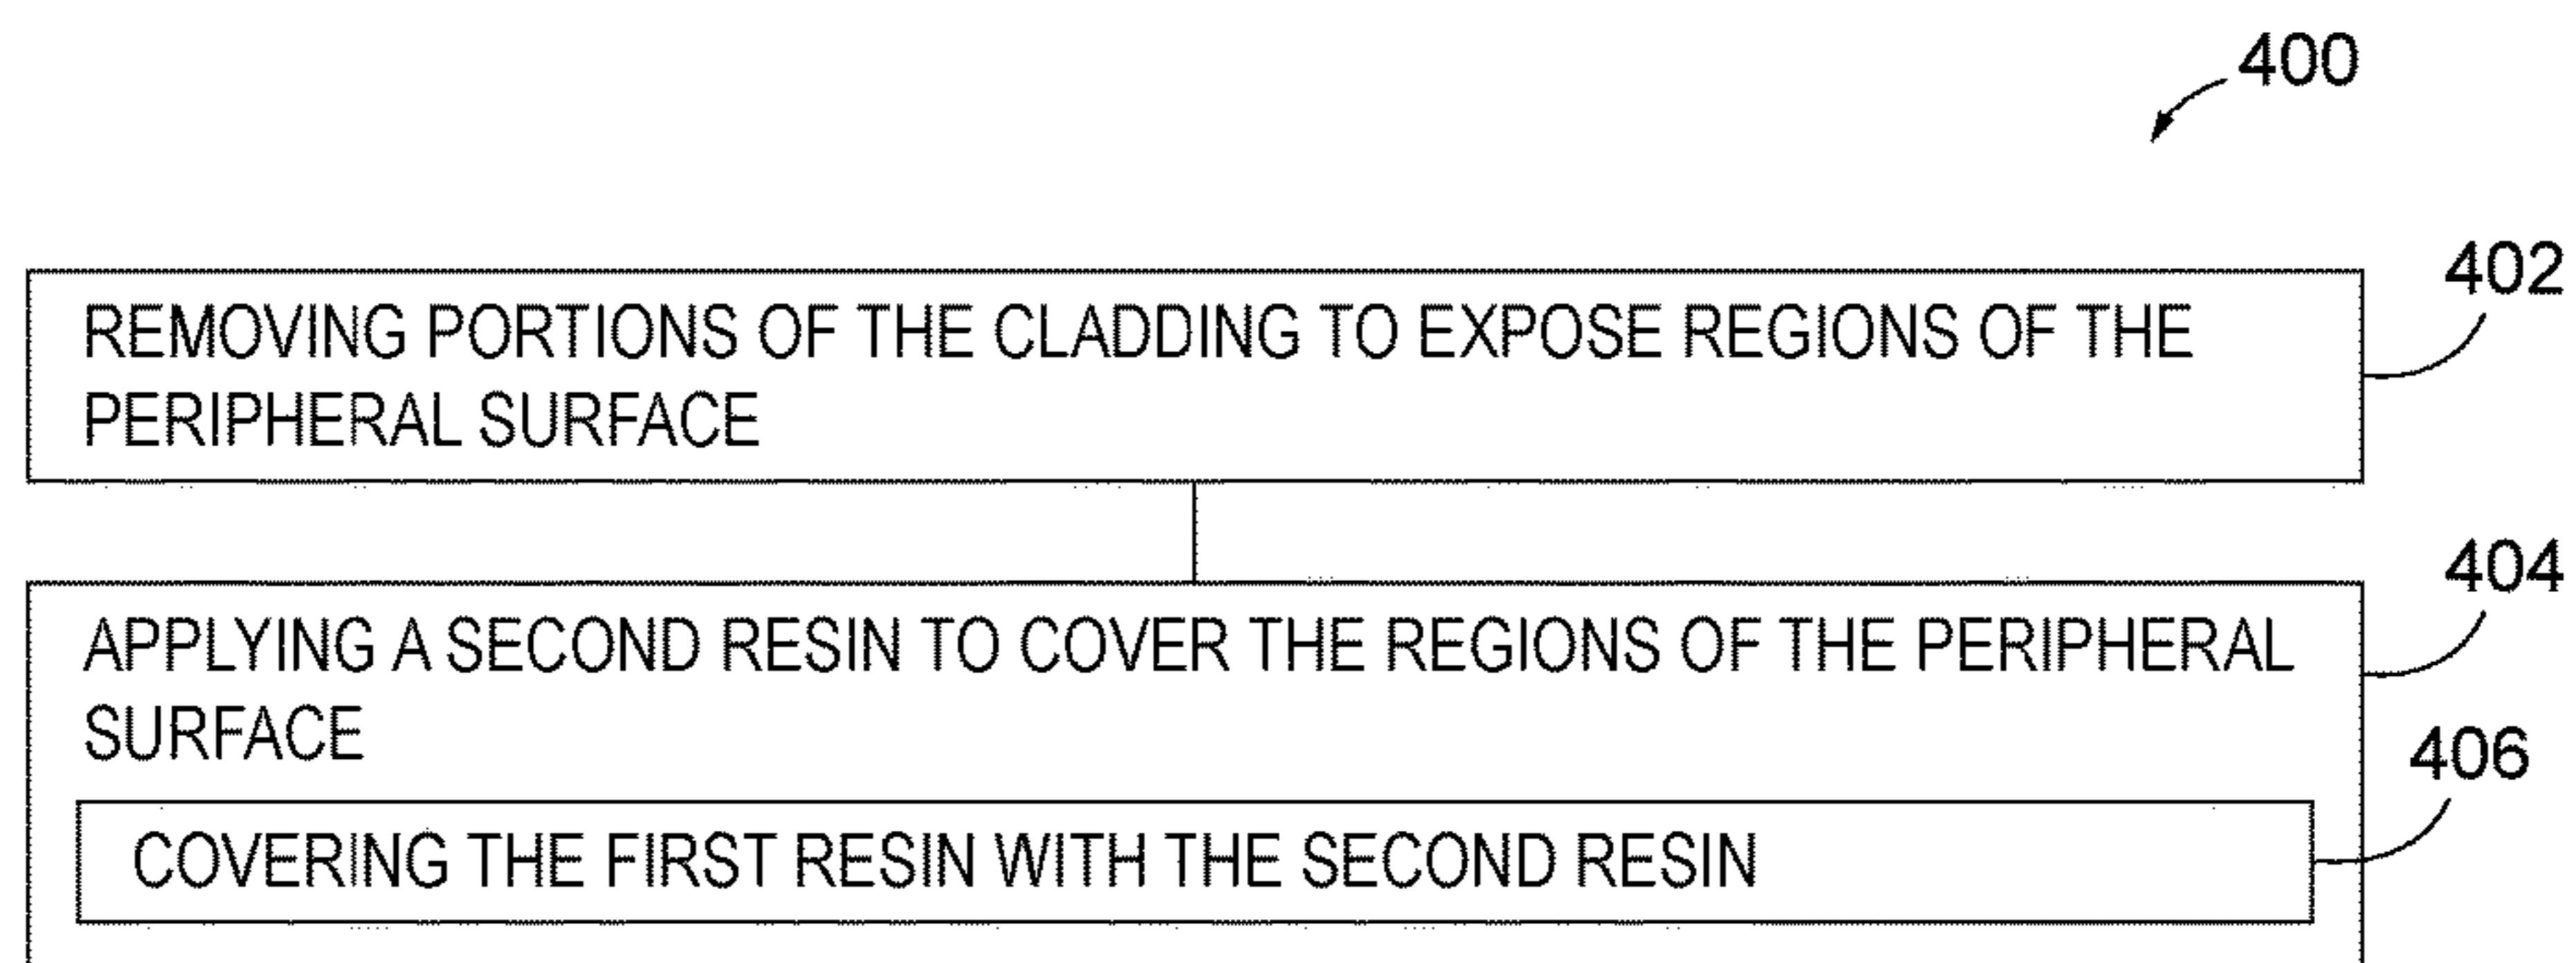 400
402
REMOVING PORTIONS OF THE CLADDING TO EXPOSE REGIONS OF THE
PERIPHERAL SURFACE
404
APPLYING A SECOND RESIN TO COVER THE REGIONS OF THE PERIPHERAL
SURFACE
406
COVERING THE FIRST RESIN WITH THE SECOND RESIN